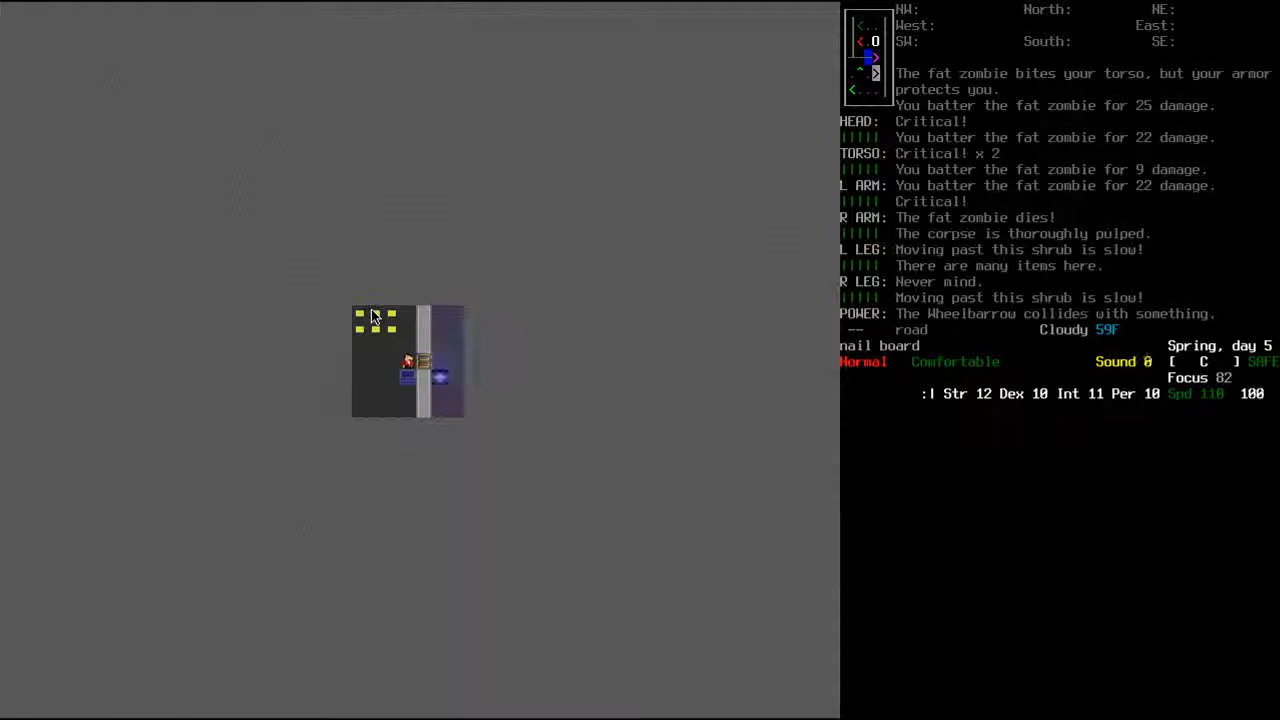 NW: North: NE:
West: East:
SW: South: SE:
The fat zombie bites your torso, but your armor
protects you.
You batter the fat zombie for 25 damage.
HEAD: Critical!
||||| You batter the fat zombie for 22 damage.
TORSO: Critical! x 2
||||| You batter the fat zombie for 9 damage.
L ARM: You batter the fat zombie for 22 damage.
||||| Critical!
R ARM: The fat zombie dies!
||||| The corpse is thoroughly pulped.
L LEG: Moving past this shrub is slow!
||||| There are many items here.
R LEG: Never mind.
||||| Moving past this shrub is slow!
POWER: The Wheelbarrow collides with something.
-- road Cloudy 59F
nail board Spring, day 5
Normal Comfortable Sound 0 [ C ] SAFE
Focus 82
:| Str 12 Dex 10 Int 11 Per 10 Spd 110 100